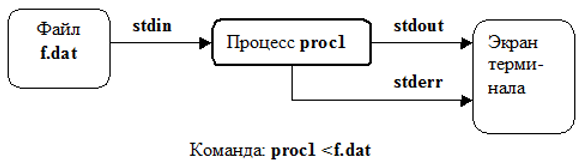 Файл
f.dat
stdin
Процесс proc1
stdout
stderr
Экран
терми-
нала
Команда: proc1 <f.dat